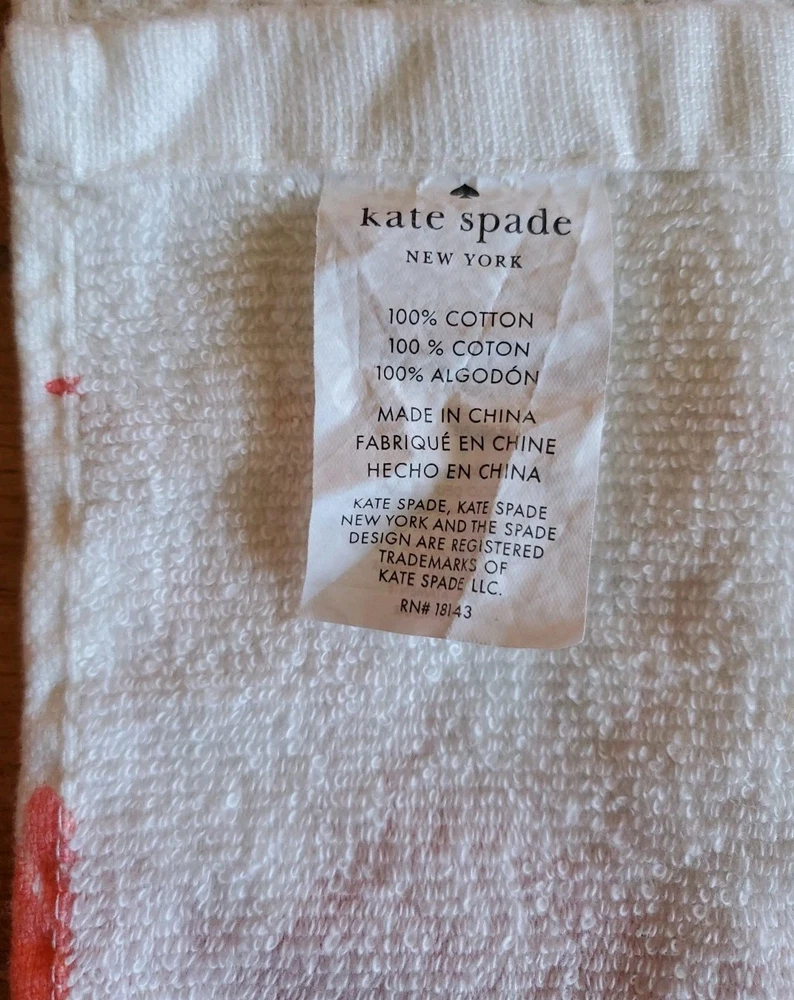 kate spade
NEW YORK
100% COTTON
100 % COTON
100% ALGODÓN
MADE IN CHINA
FABRIQUÉ EN CHINE
HECHO EN CHINA
KATE SPADE, KATE SPADE
NEW YORK AND THE SPADE
DESIGN ARE REGISTERED
TRADEMARKS OF
KATE SPADE LLC.
RN# 18143